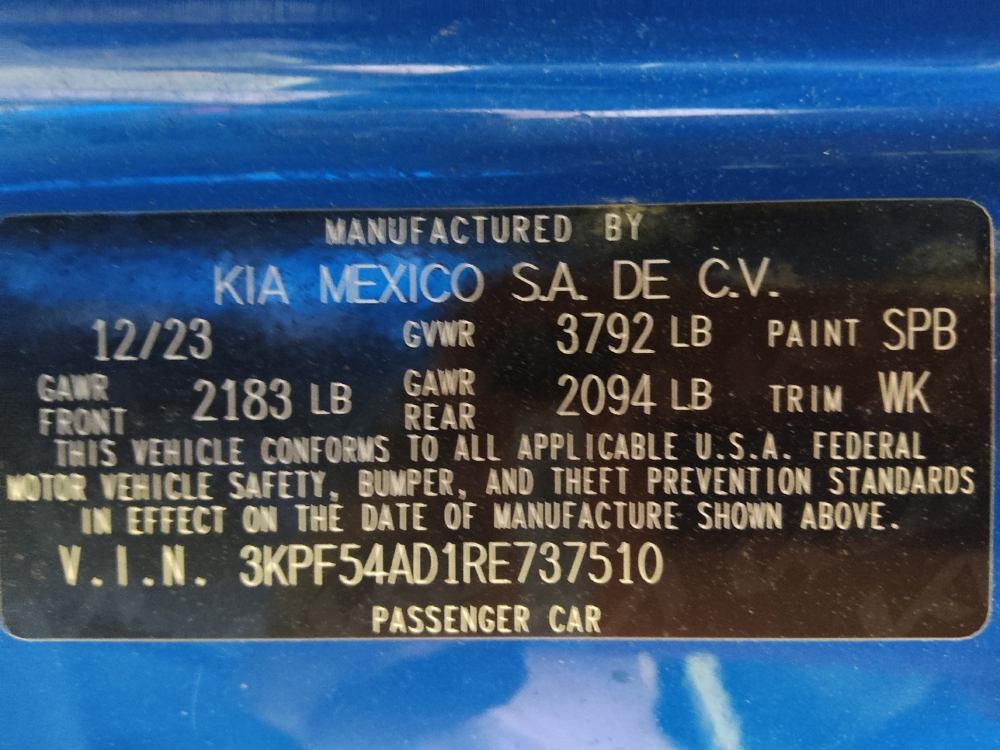 MANUFACTURED BY
KIA MEXICO S.A. DE C.V.
12/23 GVWR 3792 LB PAINT SPB
GAWR FRONT 2183 LB GAWR REAR 2094 LB TRIM WK
THIS VEHICLE CONFORMS TO ALL APPLICABLE U.S.A. FEDERAL
MOTOR VEHICLE SAFETY, BUMPER, AND THEFT PREVENTION STANDARDS
IN EFFECT ON THE DATE OF MANUFACTURE SHOWN ABOVE.
V.I.N. 3KPF54AD1RE737510
PASSENGER CAR